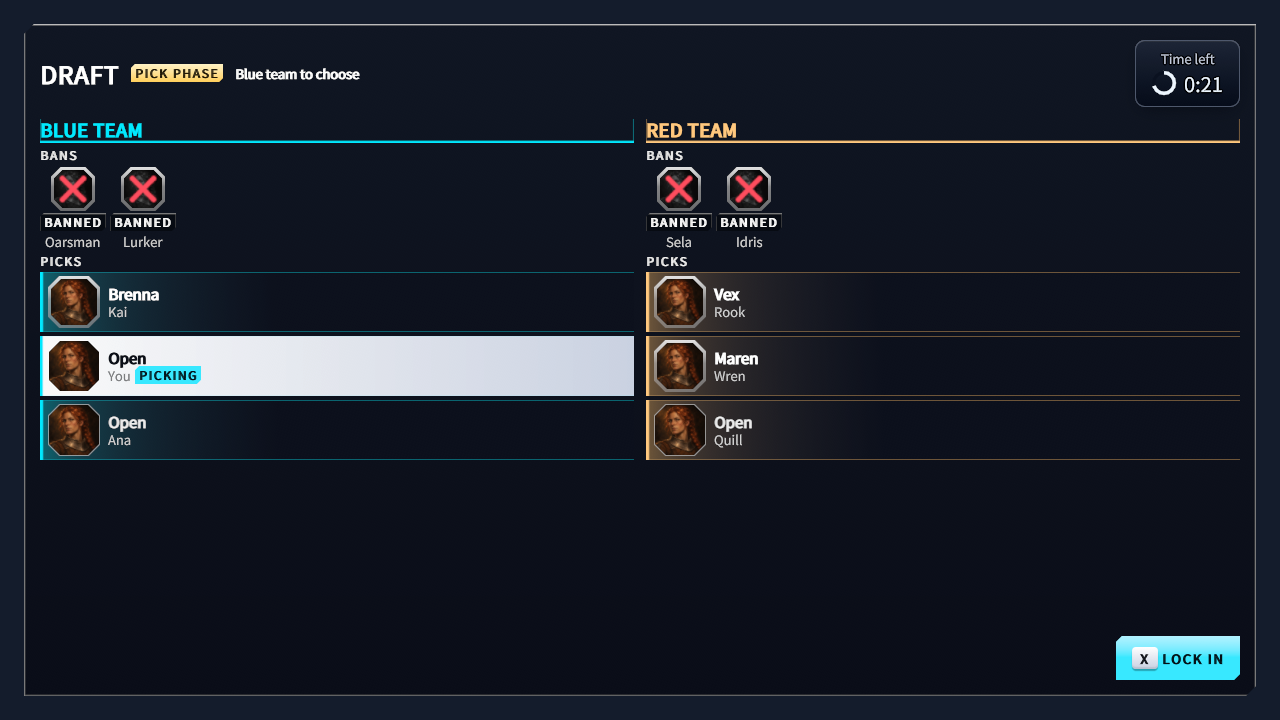 DRAFT PICK PHASE Blue team to choose
Time left
0:21
BLUE TEAM
BANS
BANNED BANNED
Oarsman Lurker
PICKS
Brenna
Kai
Open
You PICKING
Open
Ana
RED TEAM
BANS
BANNED BANNED
Sela Idris
PICKS
Vex
Rook
Maren
Wren
Open
Quill
X LOCK IN